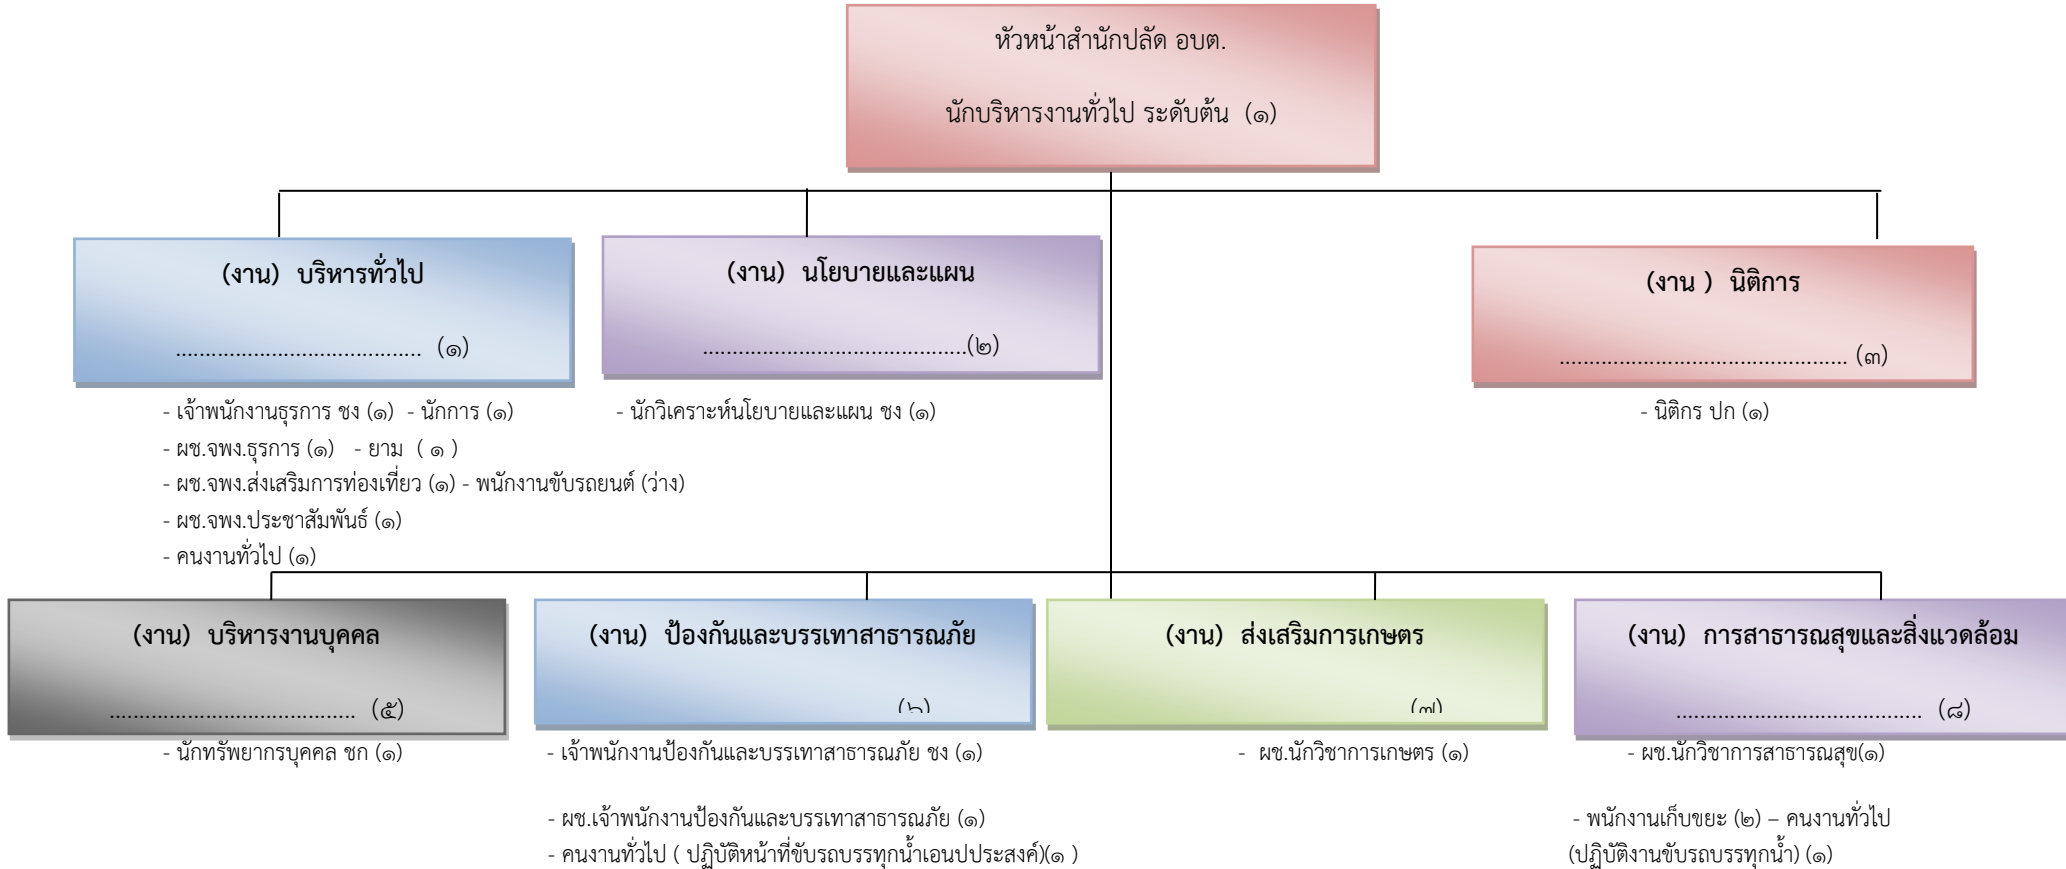 หัวหน้าสำนักปลัด อบต.
นักบริหารงานทั่วไป ระดับต้น (๑)
(งาน) บริหารทั่วไป
......................................... (๑)
(งาน) นโยบายและแผน
............................................(๒)
(งาน ) นิติการ
................................................ (๓)
- เจ้าพนักงานธุรการ ชง (๑) - นักการ (๑)
- ผช.จพง.ธุรการ (๑) - ยาม ( ๑ )
- ผช.จพง.ส่งเสริมการท่องเที่ยว (๑) - พนักงานขับรถยนต์ (ว่าง)
- ผช.จพง.ประชาสัมพันธ์ (๑)
- คนงานทั่วไป (๑)
- นักวิเคราะห์นโยบายและแผน ชง (๑)
- นิติกร ปก (๑)
(งาน) บริหารงานบุคคล
......................................... (๕)
(งาน) ป้องกันและบรรเทาสาธารณภัย
(๖)
(งาน) ส่งเสริมการเกษตร
(๗)
(งาน) การสาธารณสุขและสิ่งแวดล้อม
......................................... (๘)
- นักทรัพยากรบุคคล ชก (๑)
- เจ้าพนักงานป้องกันและบรรเทาสาธารณภัย ชง (๑)
- ผช.เจ้าพนักงานป้องกันและบรรเทาสาธารณภัย (๑)
- คนงานทั่วไป ( ปฏิบัติหน้าที่ขับรถบรรทุกน้ำเอนปประสงค์)(๑ )
- ผช.นักวิชาการเกษตร (๑)
- ผช.นักวิชาการสาธารณสุข(๑)
- พนักงานเก็บขยะ (๒) – คนงานทั่วไป
(ปฏิบัติงานขับรถบรรทุกน้ำ) (๑)